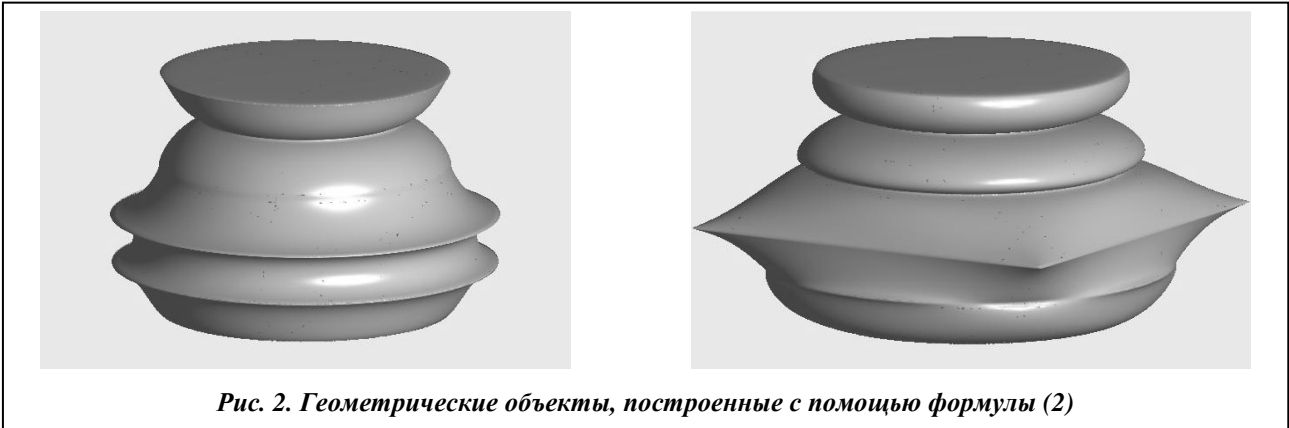 Рис. 2. Геометрические объекты, построенные с помощью формулы (2)